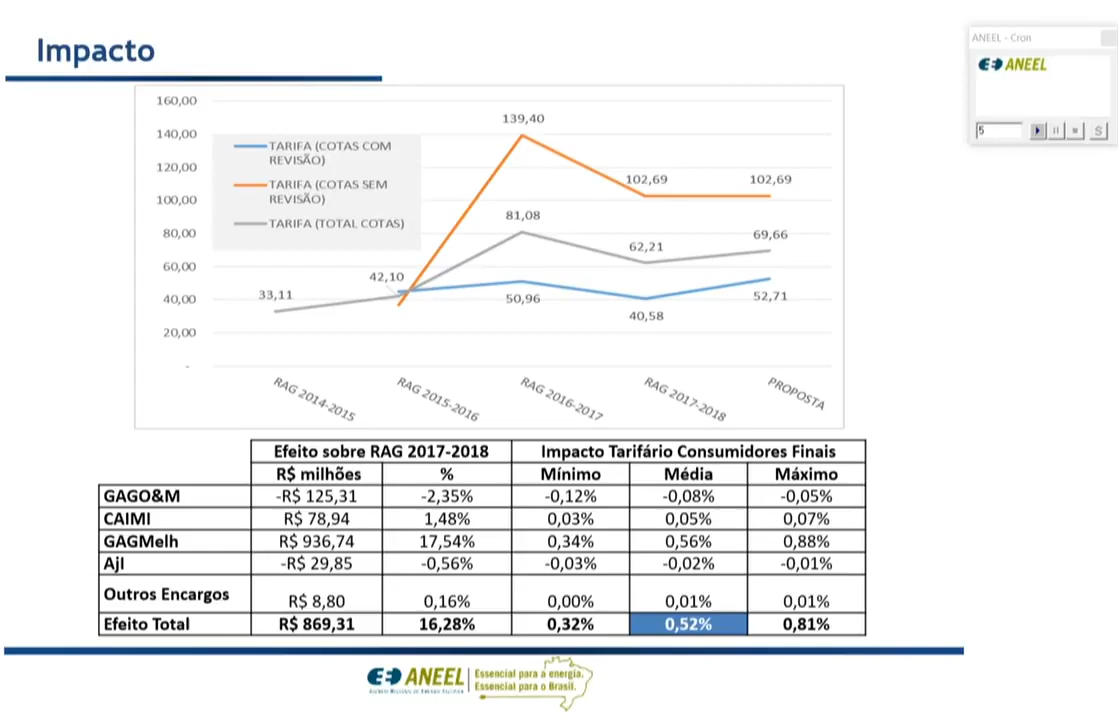 Impacto
ANEEL - Cron
ANEEL
5
S
160,00
140,00
120,00
100,00
80,00
60,00
40,00
20,00
-
TARIFA (COTAS COM
REVISÃO)
TARIFA (COTAS SEM
REVISÃO)
TARIFA (TOTAL COTAS)
139,40
102,69
102,69
81,08
62,21
69,66
33,11
42,10
50,96
40,58
52,71
RAG 2014-2015
RAG 2015-2016
RAG 2016-2017
RAG 2017-2018
PROPOSTA
Efeito sobre RAG 2017-2018 Impacto Tarifário Consumidores Finais
R$ milhões % Mínimo Média Máximo
GAGO&M -R$ 125,31 -2,35% -0,12% -0,08% -0,05%
CAIMI R$ 78,94 1,48% 0,03% 0,05% 0,07%
GAGMelh R$ 936,74 17,54% 0,34% 0,56% 0,88%
AjI -R$ 29,85 -0,56% -0,03% -0,02% -0,01%
Outros Encargos R$ 8,80 0,16% 0,00% 0,01% 0,01%
Efeito Total R$ 869,31 16,28% 0,32% 0,52% 0,81%
ANEEL
Agência Nacional de Energia Elétrica
Essencial para a energia.
Essencial para o Brasil.